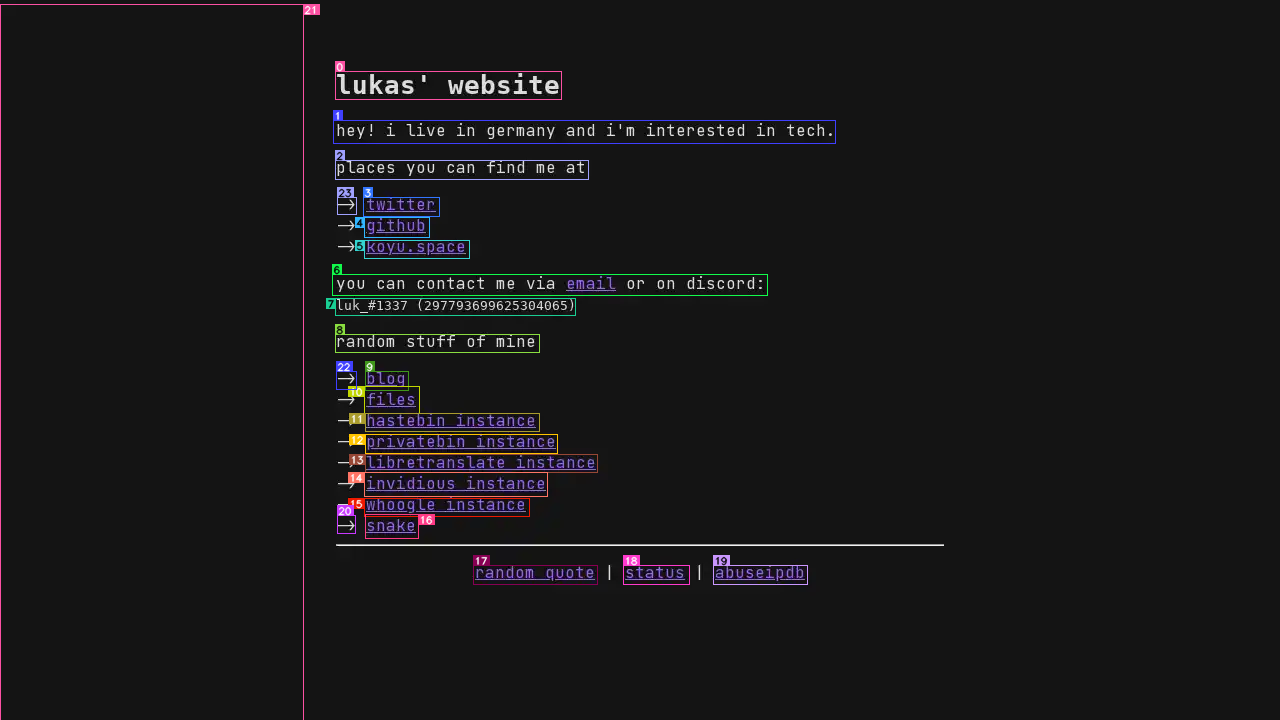 lukas' website
hey! i live in germany and i'm interested in tech.
places you can find me at
→ twitter
→ github
→ koyu.space
you can contact me via email or on discord:
luk_#1337 (297793699625304065)
random stuff of mine
→ blog
→ files
→ hastebin instance
→ privatebin instance
→ libretranslate instance
→ invidious instance
→ whoogle instance
→ snake
random quote | status | abuseipdb
21
0
1
2
23
3
4
5
6
7
8
22
9
10
11
12
13
14
15
20
16
17
18
19